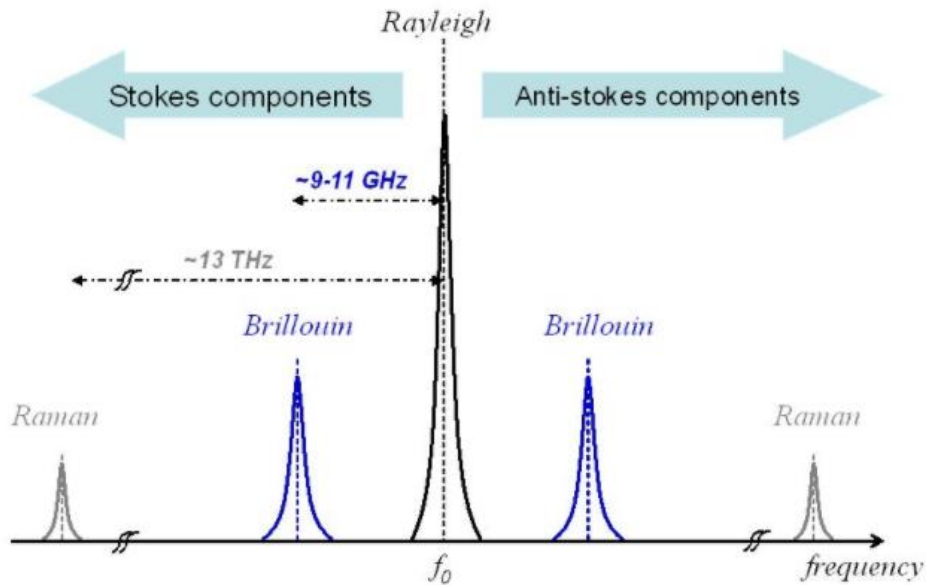 Rayleigh
Stokes components
Anti-stokes components
~9-11 GHz
~13 THz
Brillouin
Brillouin
Raman
Raman
f0
frequency